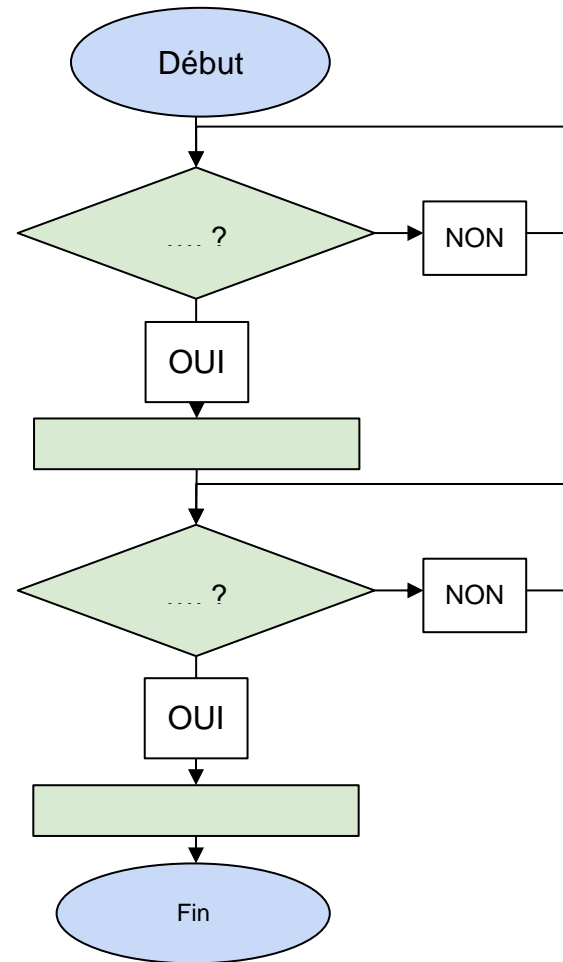 Début
.... ?
NON
OUI
.... ?
NON
OUI
Fin